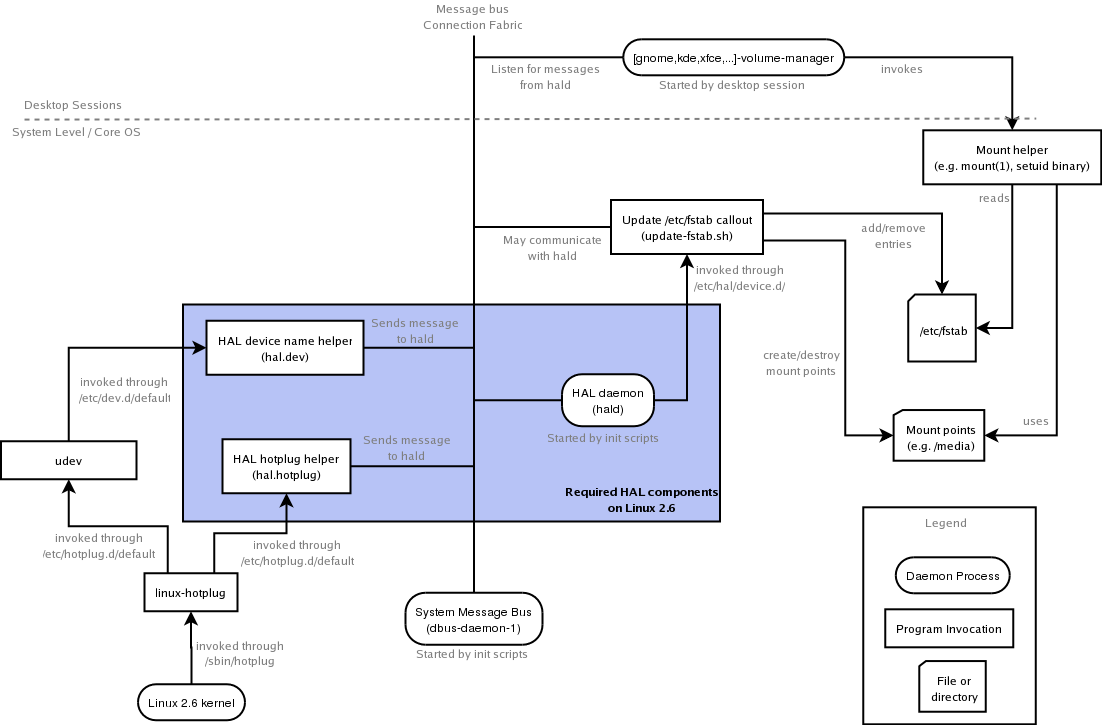 Message bus
Connection Fabric
[gnome,kde,xfce,...]-volume-manager
Listen for messages
from hald
Started by desktop session
invokes
Desktop Sessions
System Level / Core OS
Mount helper
(e.g. mount(1), setuid binary)
reads
Update /etc/fstab callout
(update-fstab.sh)
May communicate
with hald
add/remove
entries
invoked through
/etc/hal/device.d/
/etc/fstab
HAL device name helper
(hal.dev)
Sends message
to hald
create/destroy
mount points
invoked through
/etc/dev.d/default
HAL daemon
(hald)
Started by init scripts
Mount points
(e.g. /media)
uses
udev
HAL hotplug helper
(hal.hotplug)
Sends message
to hald
Required HAL components
on Linux 2.6
invoked through
/etc/hotplug.d/default
invoked through
/etc/hotplug.d/default
linux-hotplug
System Message Bus
(dbus-daemon-1)
Started by init scripts
invoked through
/sbin/hotplug
Linux 2.6 kernel
Legend
Daemon Process
Program Invocation
File or
directory